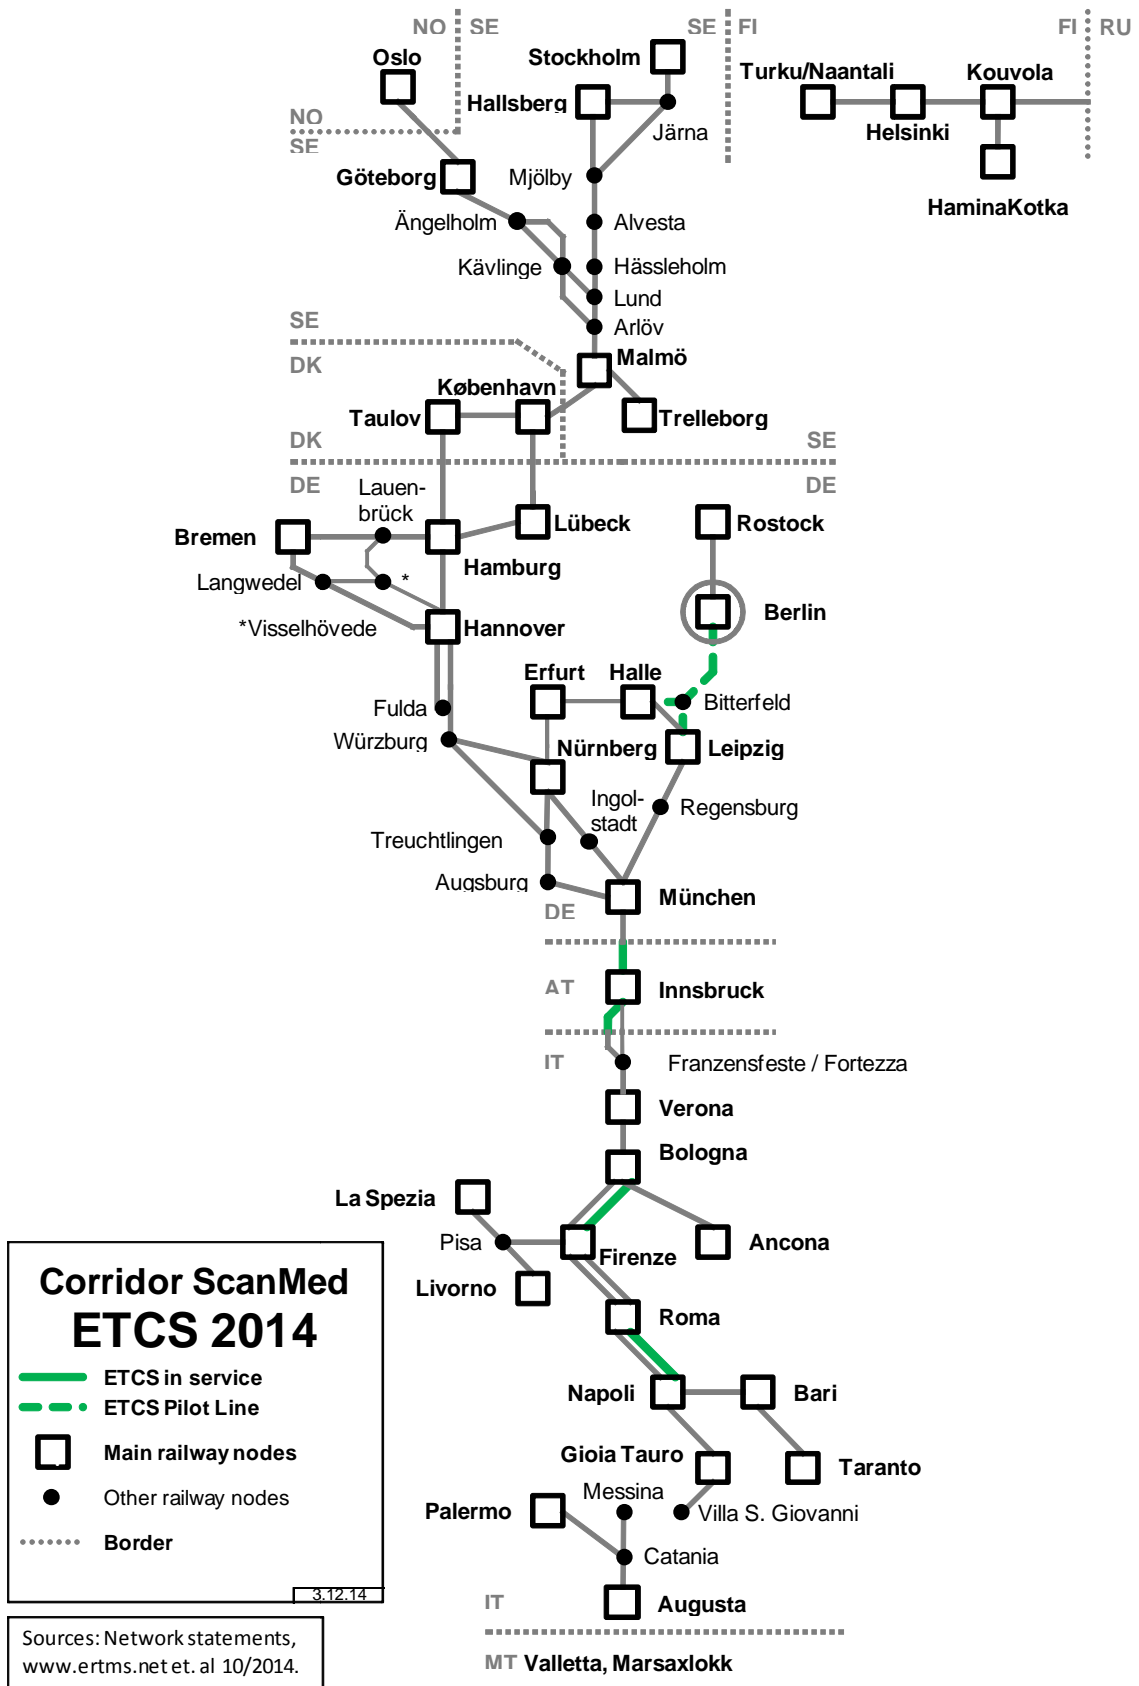 NO SE SE FI FI RU
Oslo
Stockholm
Turku/Naantali
Kouvola
Hallsberg
NO
SE
Järna
Helsinki
Göteborg
Mjölby
HaminaKotka
Ängelholm
Alvesta
Kävlinge
Hässleholm
Lund
SE
Arlöv
DK
Malmö
København
Taulov
Trelleborg
DK
SE
DE
DE
Lauen-
brück
Bremen
Lübeck
Rostock
Hamburg
Langwedel
*
Berlin
*Visselhövede
Hannover
Erfurt
Halle
Bitterfeld
Fulda
Würzburg
Nürnberg
Leipzig
Ingol-
stadt
Regensburg
Treuchtlingen
Augsburg
München
DE
AT
Innsbruck
IT
Franzensfeste / Fortezza
Verona
Bologna
La Spezia
Pisa
Firenze
Ancona
Livorno
Roma
Napoli
Bari
Gioia Tauro
Taranto
Messina
Palermo
Villa S. Giovanni
Catania
IT
Augusta
MT Valletta, Marsaxlokk
Corridor ScanMed
ETCS 2014
ETCS in service
ETCS Pilot Line
Main railway nodes
Other railway nodes
Border
3.12.14
Sources: Network statements,
www.ertms.net et. al 10/2014.